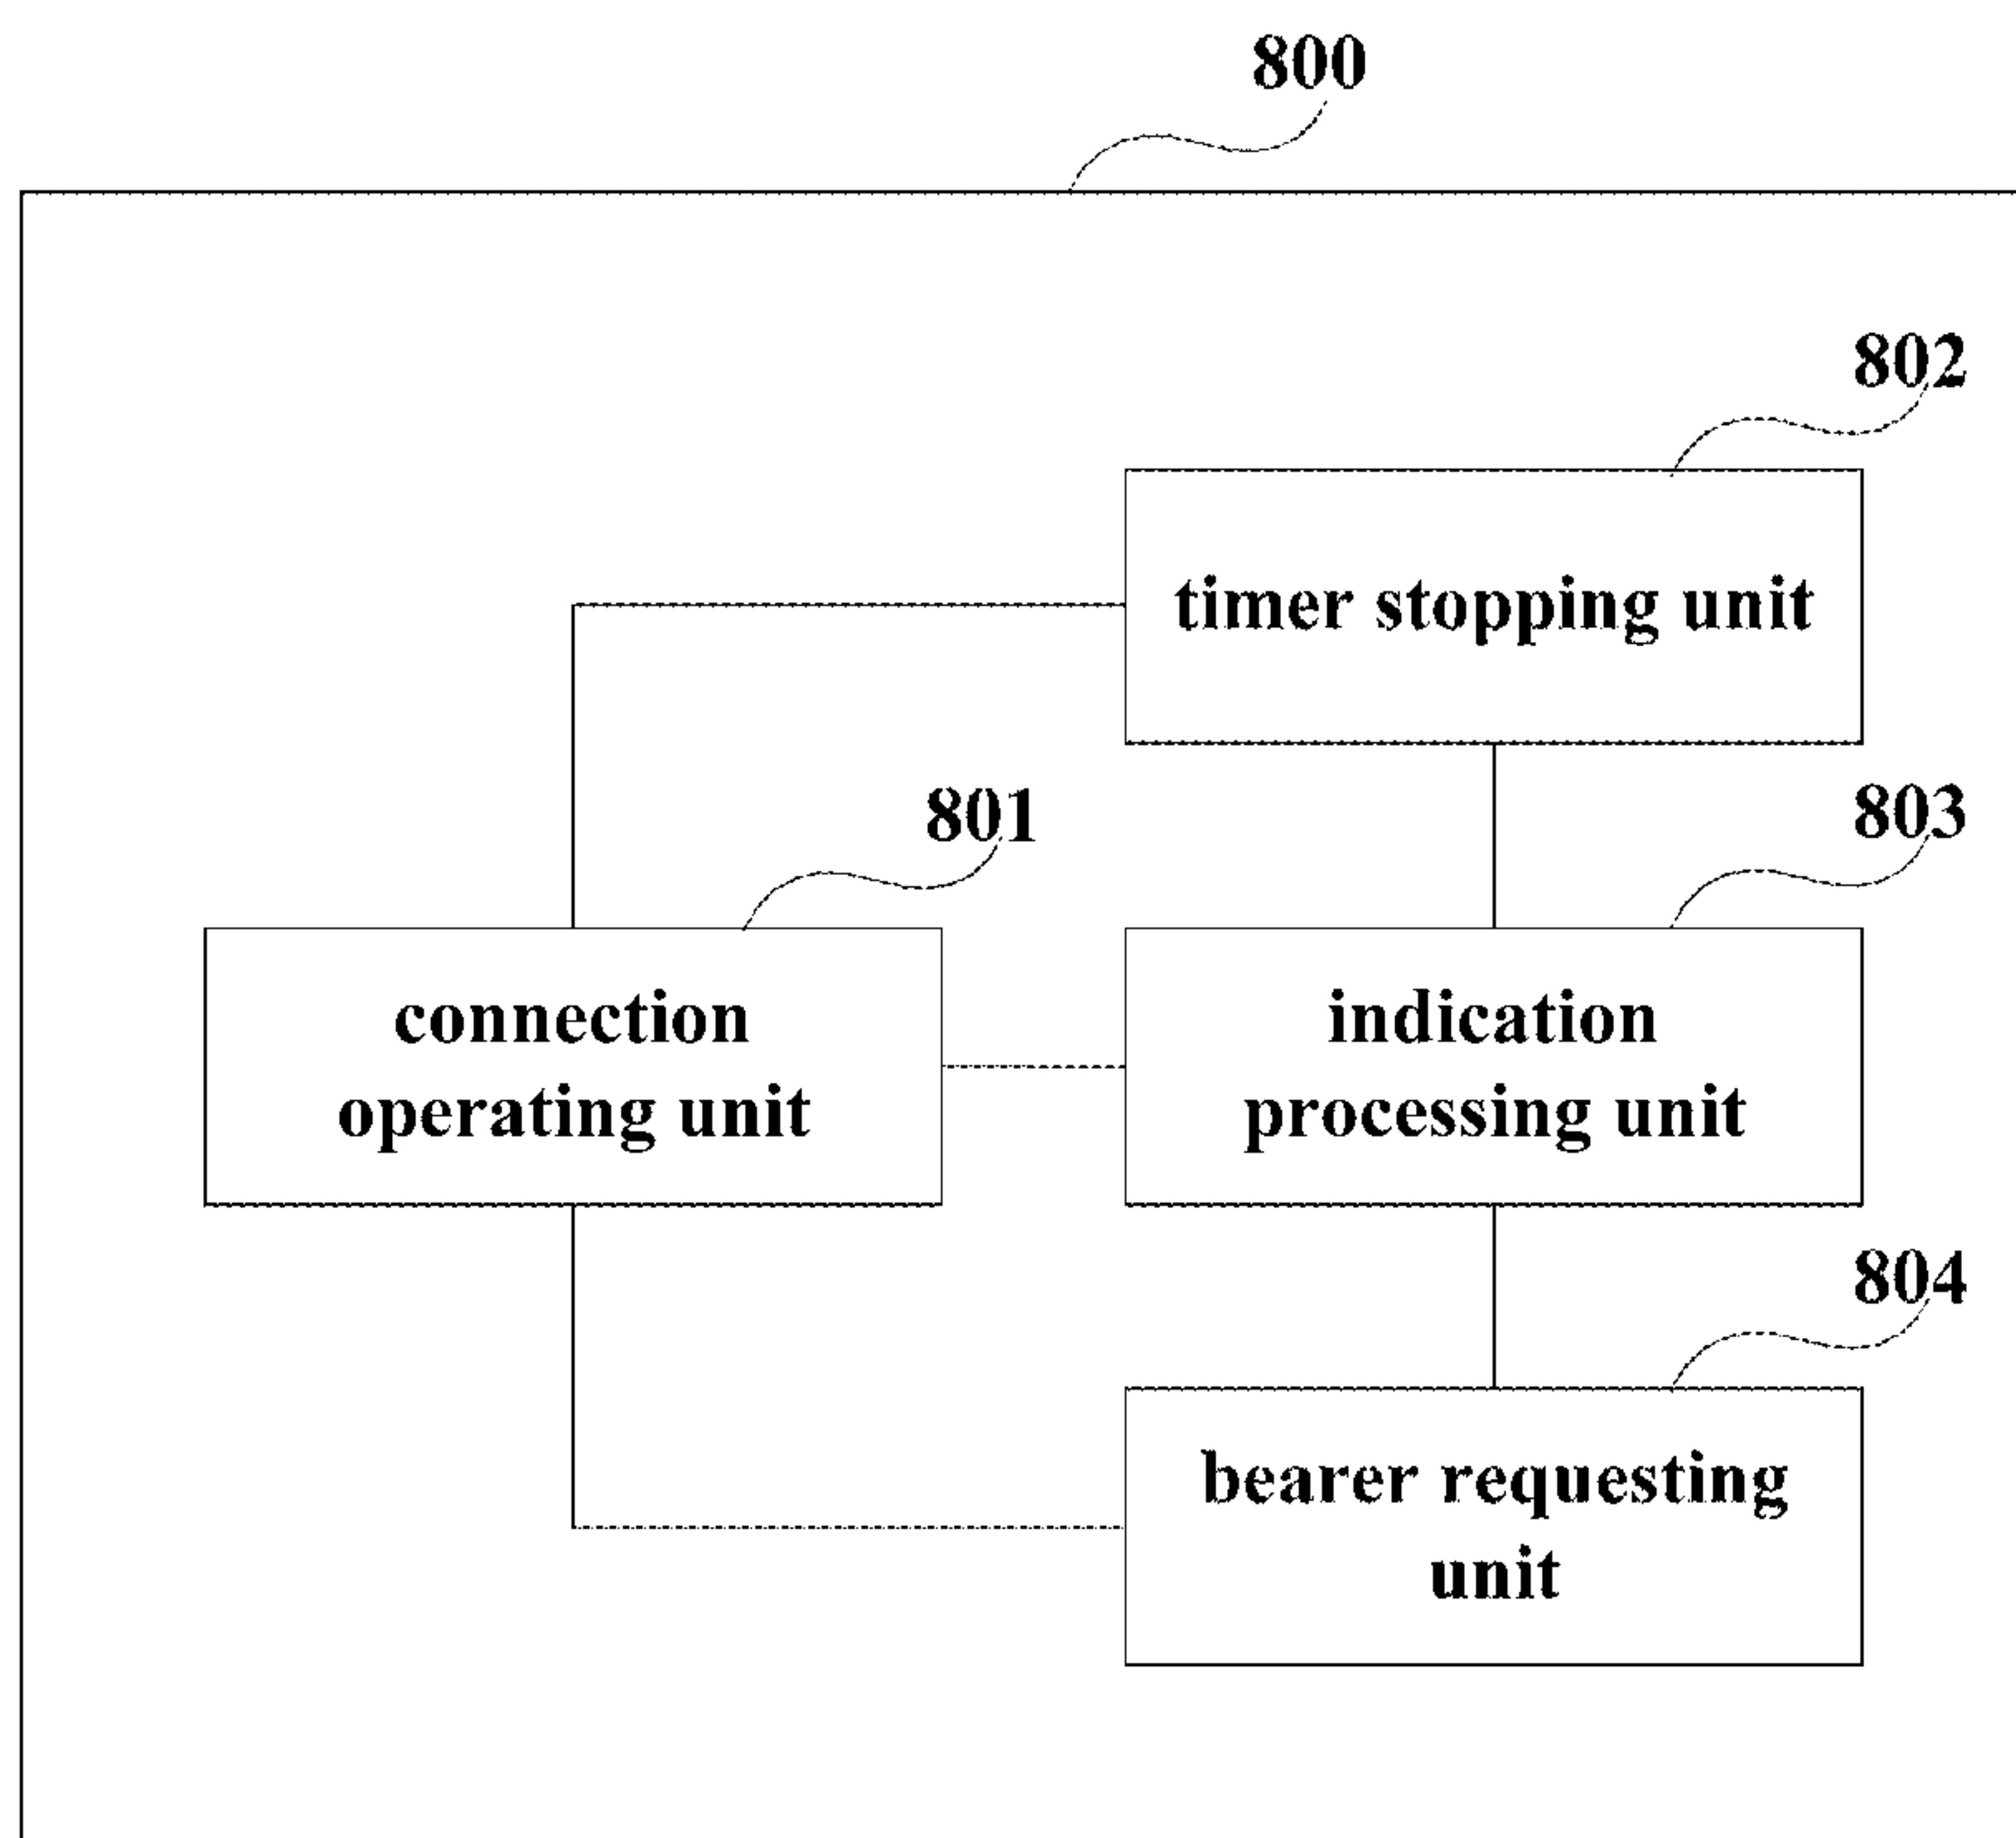 800
802
timer stopping unit
801
803
connection
operating unit
indication
processing unit
804
bearer requesting
unit